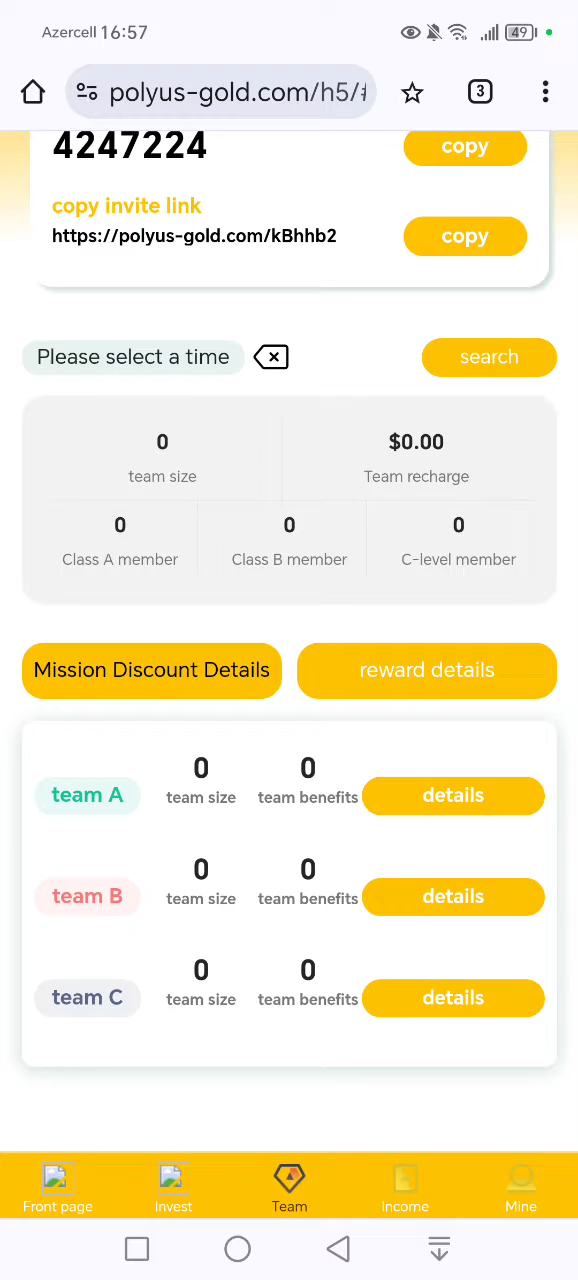 Azercell 16:57
49
polyus-gold.com/h5/#
3
4247224
copy
copy invite link
https://polyus-gold.com/kBhhb2
copy
Please select a time
search
0
$0.00
team size
Team recharge
0
0
0
Class A member
Class B member
C-level member
Mission Discount Details
reward details
0
0
team A
team size
team benefits
details
0
0
team B
team size
team benefits
details
0
0
team C
team size
team benefits
details
Front page
Invest
Team
Income
Mine